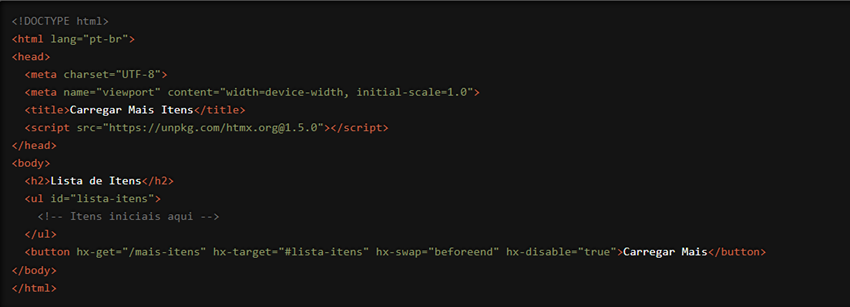 <!DOCTYPE html>
<html lang="pt-br">
<head>
  <meta charset="UTF-8">
  <meta name="viewport" content="width=device-width, initial-scale=1.0">
  <title>Carregar Mais Itens</title>
  <script src="https://unpkg.com/htmx.org@1.5.0"></script>
</head>
<body>
  <h2>Lista de Itens</h2>
  <ul id="lista-itens">
    <!-- Itens iniciais aqui -->
  </ul>
  <button hx-get="/mais-itens" hx-target="#lista-itens" hx-swap="beforeend" hx-disable="true">Carregar Mais</button>
</body>
</html>